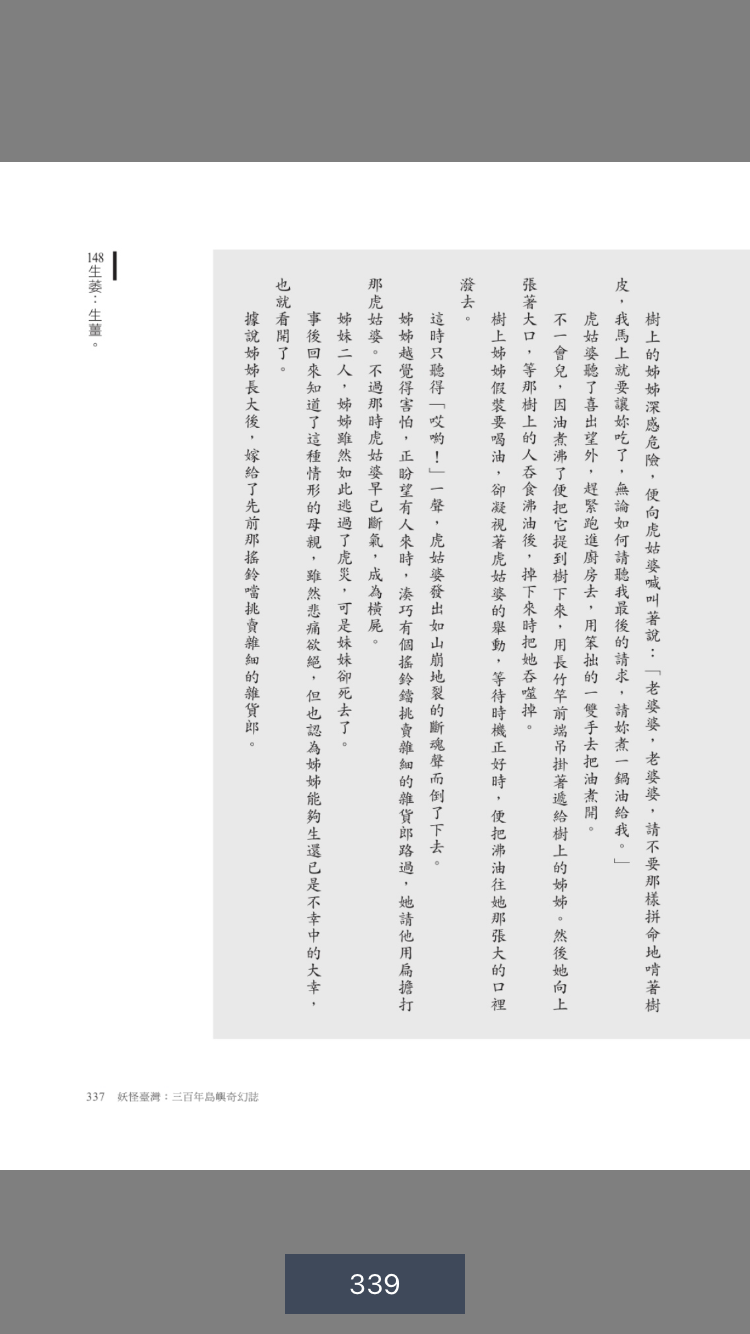 樹上的姊姊深感危險，便向虎姑婆喊叫著說：「老婆婆，老婆婆，請不要那樣拼命地啃著樹
皮，我馬上就要讓妳吃了，無論如何請聽我最後的請求，請妳煮一鍋油給我。」
虎姑婆聽了喜出望外，趕緊跑進廚房去，用笨拙的一雙手去把油煮開。
不一會兒，因油煮沸了便把它提到樹下來，用長竹竿前端吊掛著遞給樹上的姊姊。然後她向上
張著大口，等那樹上的人吞食沸油後，掉下來時把她吞噬掉。
樹上姊姊假裝要喝油，卻凝視著虎姑婆的舉動，等待時機正好時，便把沸油往她那張大的口裡
潑去。
這時只聽得「哎喲！」一聲，虎姑婆發出如山崩地裂的斷魂聲而倒了下去。
姊姊越覺得害怕，正盼望有人來時，湊巧有個搖鈴鐺挑賣雜細的雜貨郎路過，她請他用扁擔打
那虎姑婆。不過那時虎姑婆早已斷氣，成為橫屍。
姊妹二人，姊姊雖然如此逃過了虎災，可是妹妹卻死去了。
事後回來知道了這種情形的母親，雖然悲痛欲絕，但也認為姊姊能夠生還已是不幸中的大幸，
也就看開了。
據說姊姊長大後，嫁給了先前那搖鈴噹挑賣雜細的雜貨郎。
148生萎：生薑。
337 妖怪臺灣：三百年島嶼奇幻誌
339